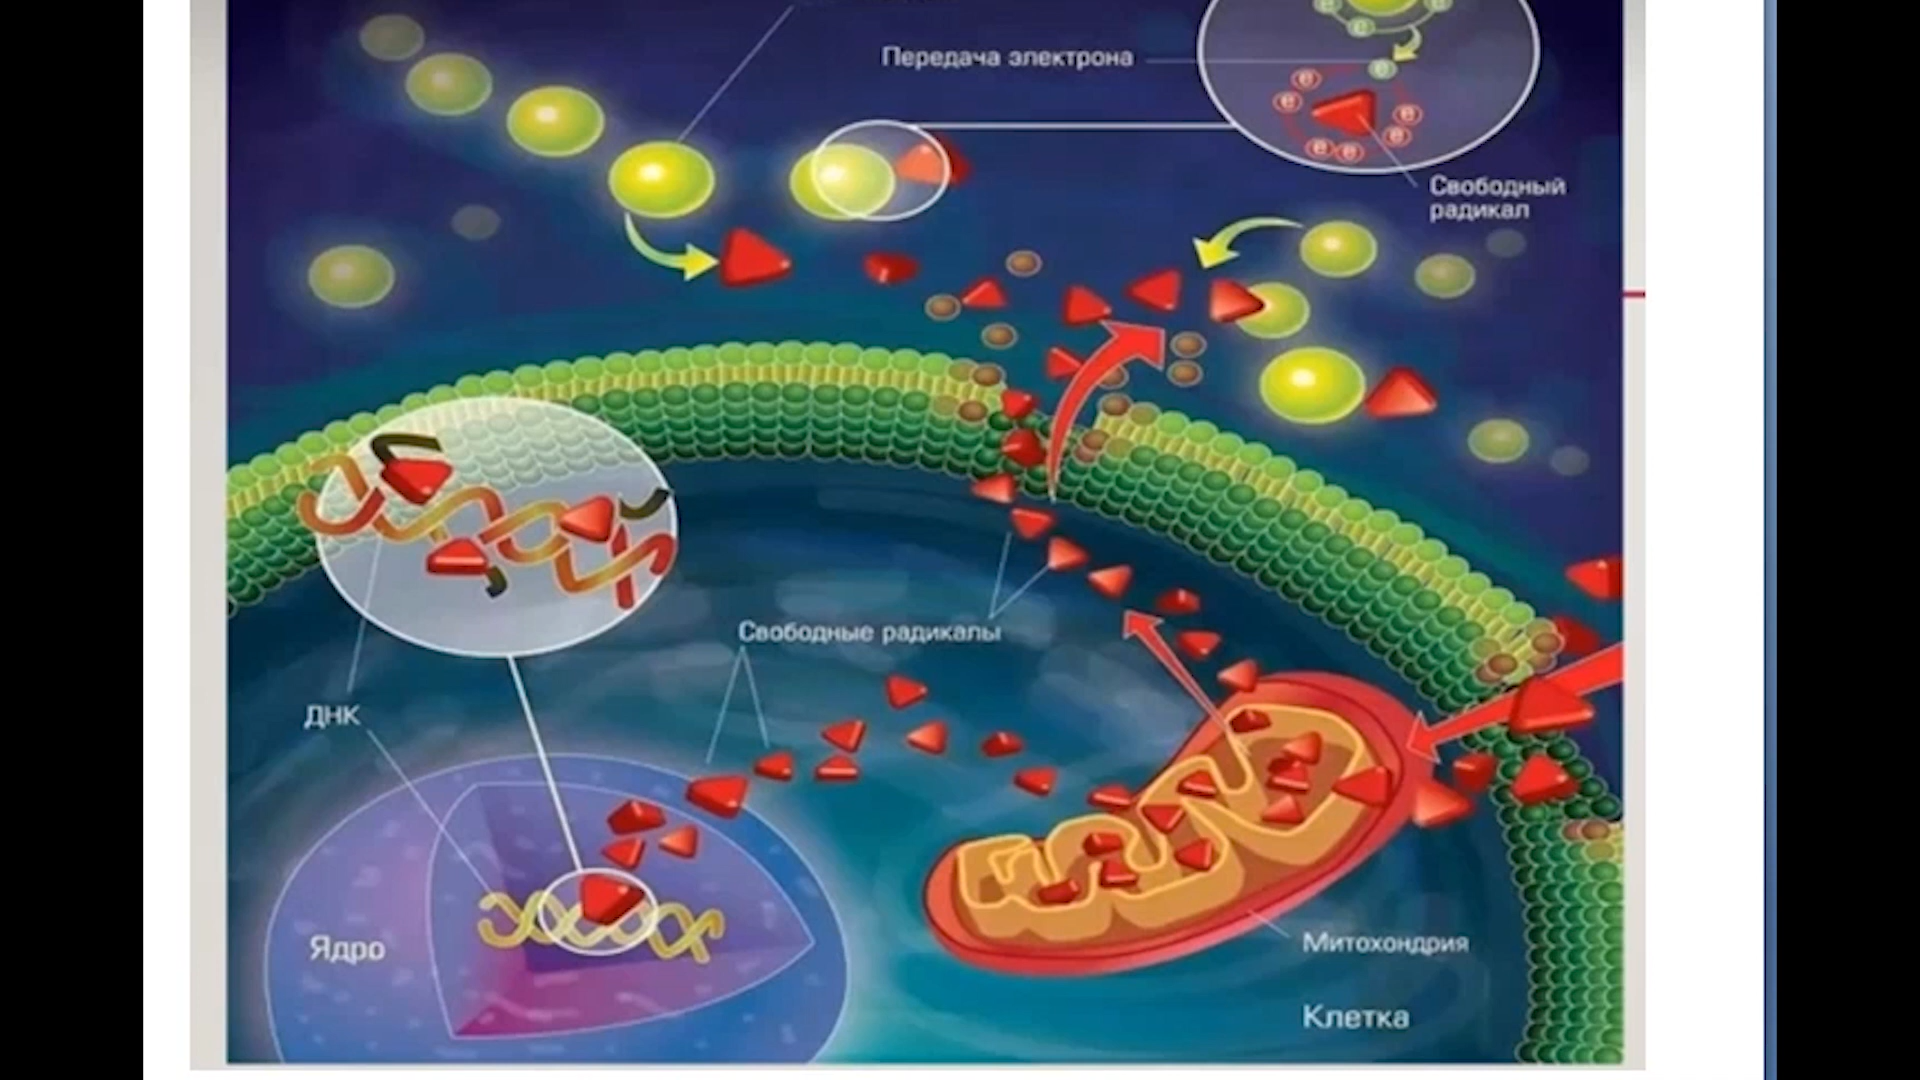 Передача электрона
e
e
e
e
e
e
e
e
e
e
Свободный
радикал
Свободные радикалы
ДНК
Ядро
Митохондрия
Клетка